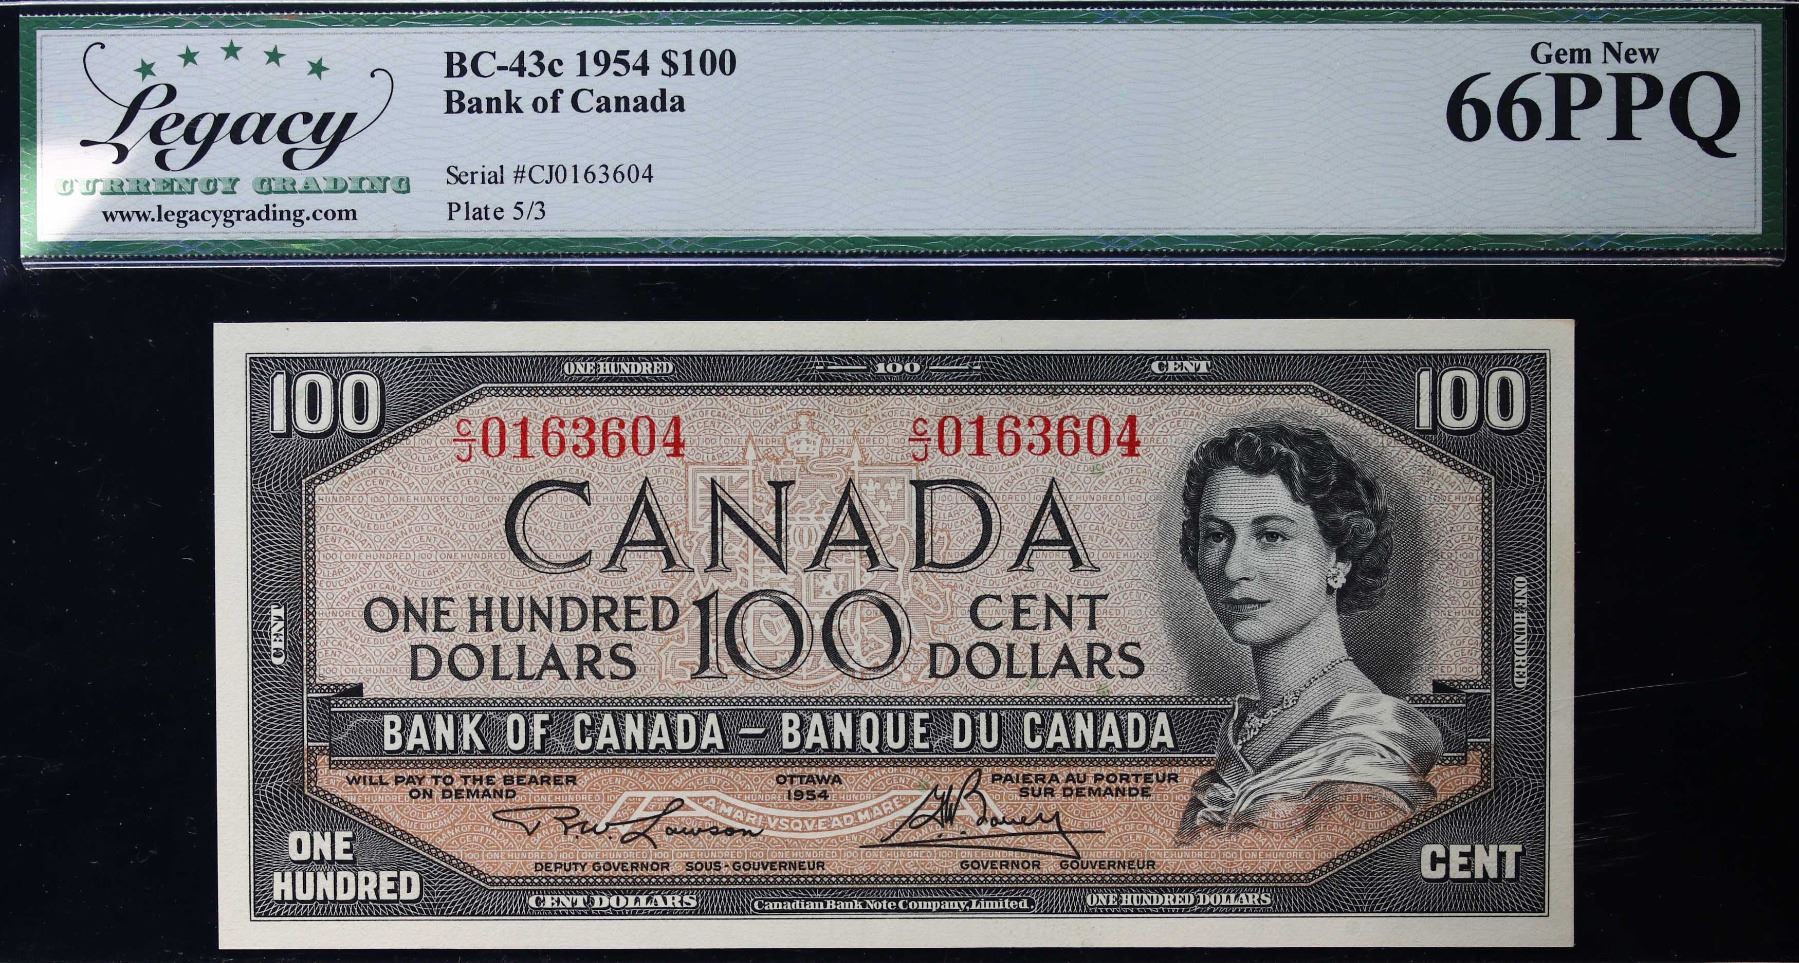 Legacy
CURRENCY GRADING
www.legacygrading.com
BC-43c 1954 $100
Bank of Canada
Serial #CJ0163604
Plate 5/3
Gem New
66PPQ
ONE HUNDRED 100 CENT
100 100
C/J 0163604 C/J 0163604
CANADA
ONE HUNDRED DOLLARS 100 CENT DOLLARS
CENT
ONE HUNDRED
BANK OF CANADA – BANQUE DU CANADA
WILL PAY TO THE BEARER
ON DEMAND
OTTAWA
1954
PAIERA AU PORTEUR
SUR DEMANDE
A MARI VSQVE AD MARE
DEPUTY GOVERNOR SOUS-GOUVERNEUR
GOVERNOR GOUVERNEUR
ONE
HUNDRED
CENT
CENT DOLLARS
Canadian Bank Note Company, Limited.
ONE HUNDRED DOLLARS